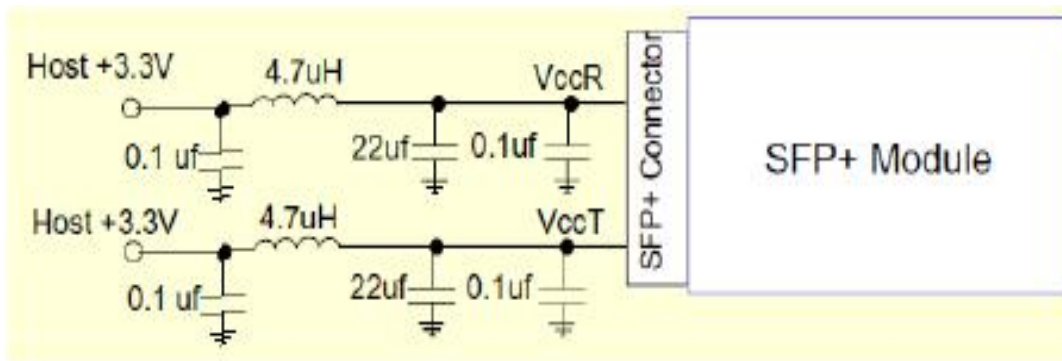 Host +3.3V
4.7uH
VccR
0.1 uf
22uf
0.1uf
Host +3.3V
4.7uH
VccT
0.1 uf
22uf
0.1uf
SFP+ Connector
SFP+ Module